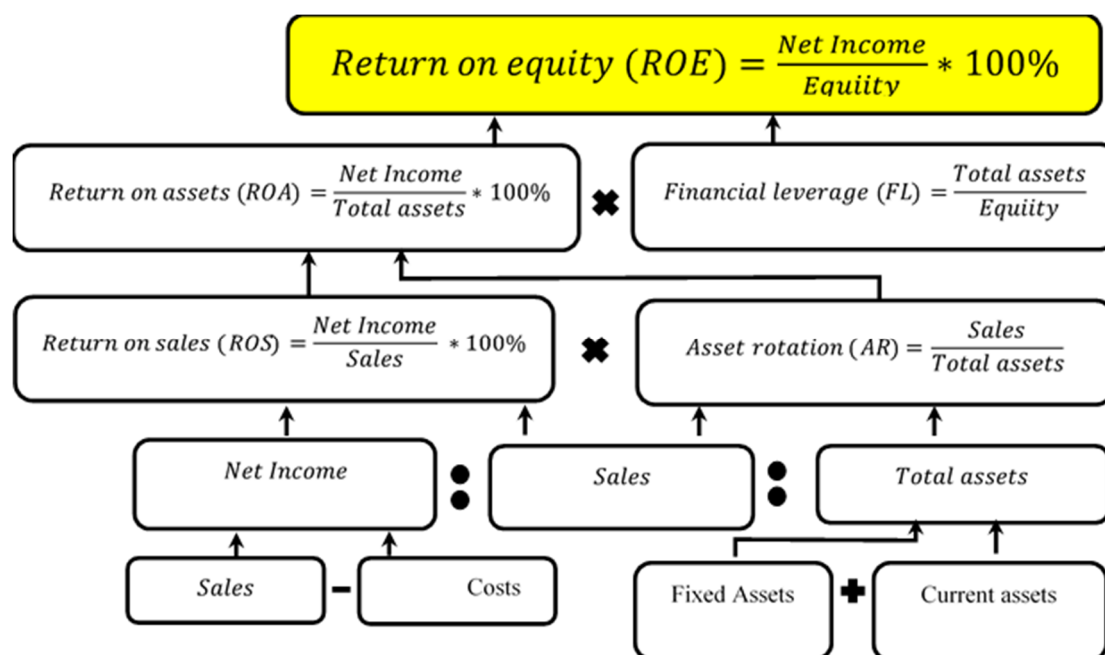 Return on equity (ROE) = Net Income / Equiity * 100%
Return on assets (ROA) = Net Income / Total assets * 100%
✖
Financial leverage (FL) = Total assets / Equiity
Return on sales (ROS) = Net Income / Sales * 100%
✖
Asset rotation (AR) = Sales / Total assets
Net Income
:
Sales
:
Total assets
Sales
-
Costs
Fixed Assets
+
Current assets